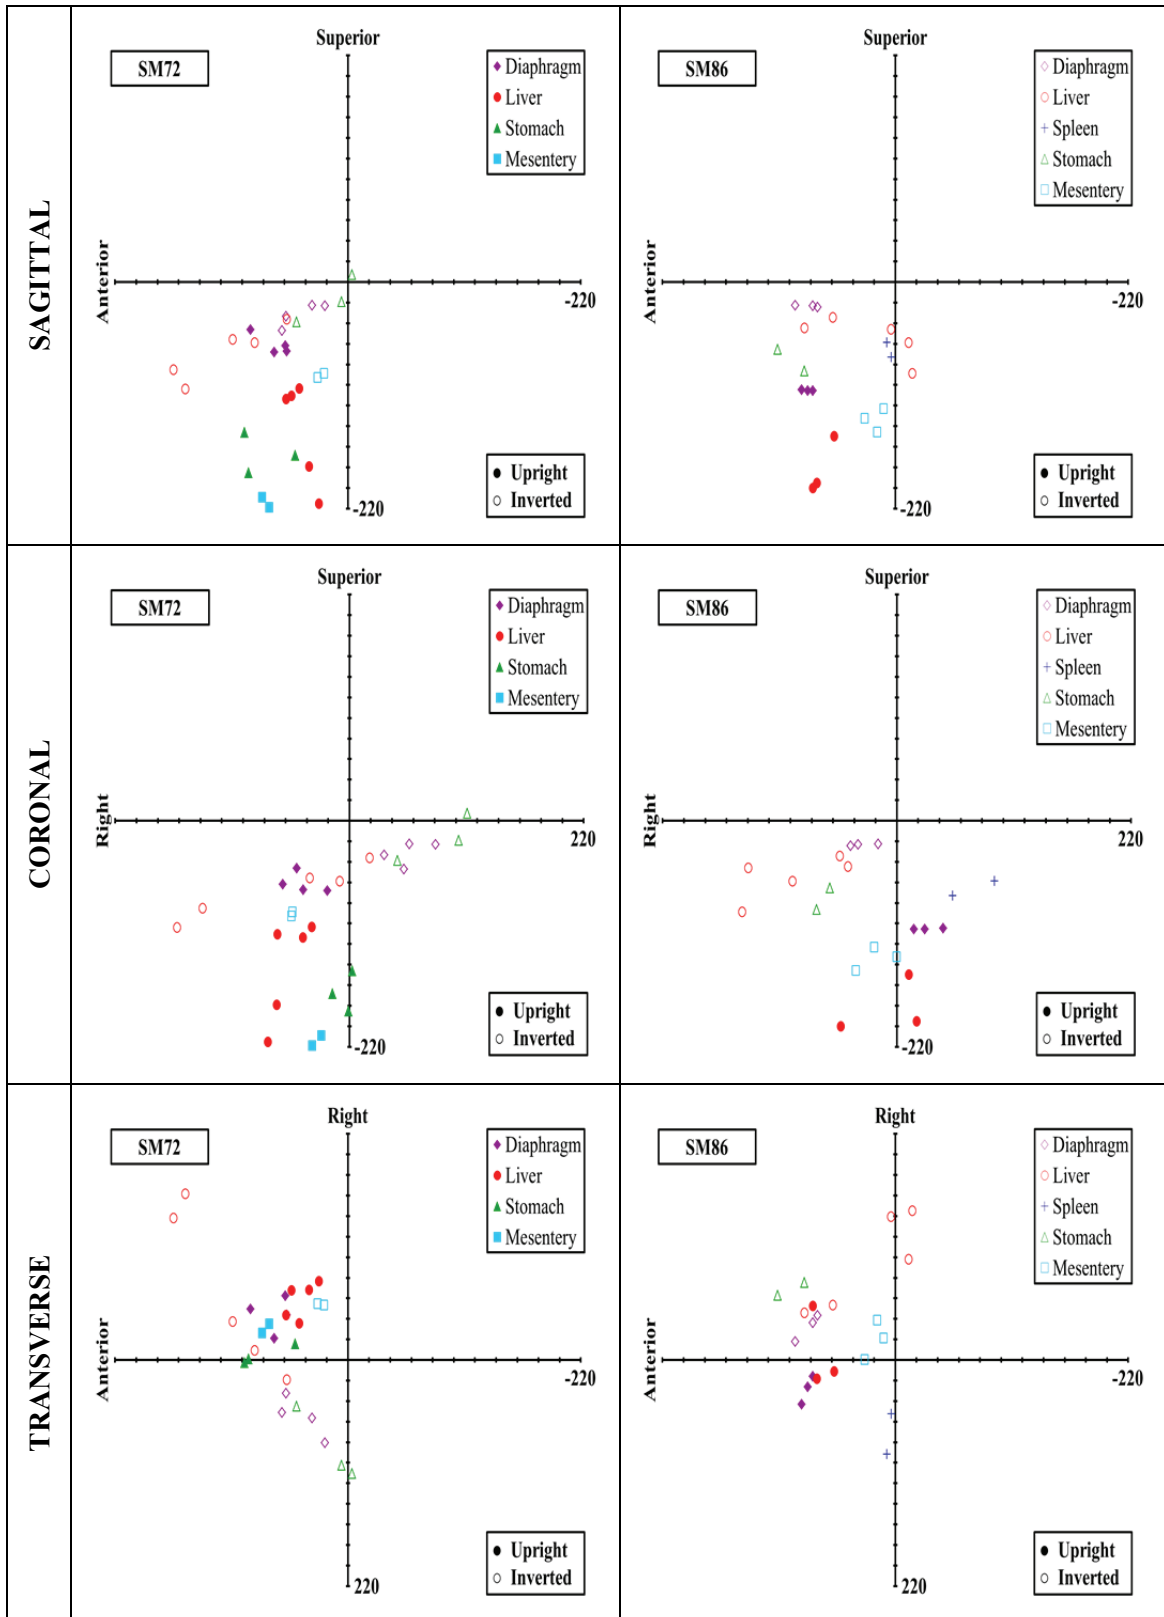 SAGITTAL
SM72
Superior
Diaphragm
Liver
Stomach
Mesentery
Anterior
-220
-220
Upright
Inverted
SM86
Superior
Diaphragm
Liver
Spleen
Stomach
Mesentery
Anterior
-220
-220
Upright
Inverted
CORONAL
SM72
Superior
Diaphragm
Liver
Stomach
Mesentery
Right
220
-220
Upright
Inverted
SM86
Superior
Diaphragm
Liver
Spleen
Stomach
Mesentery
Right
220
-220
Upright
Inverted
TRANSVERSE
SM72
Right
Diaphragm
Liver
Stomach
Mesentery
Anterior
-220
220
Upright
Inverted
SM86
Right
Diaphragm
Liver
Spleen
Stomach
Mesentery
Anterior
-220
220
Upright
Inverted